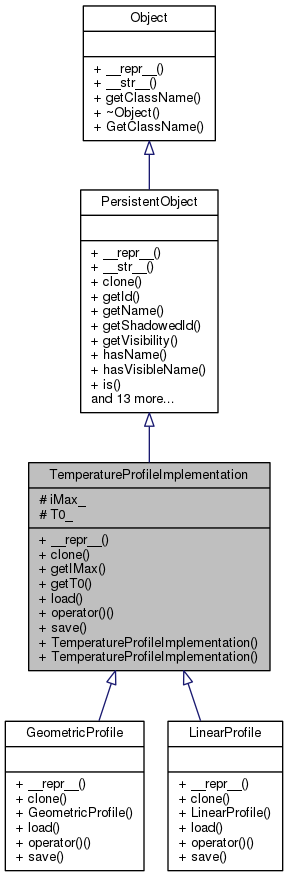 Object
+ __repr__()
+ __str__()
+ getClassName()
+ ~Object()
+ GetClassName()
PersistentObject
+ __repr__()
+ __str__()
+ clone()
+ getId()
+ getName()
+ getShadowedId()
+ getVisibility()
+ hasName()
+ hasVisibleName()
+ is()
and 13 more...
TemperatureProfileImplementation
# iMax_
# T0_
+ __repr__()
+ clone()
+ getIMax()
+ getT0()
+ load()
+ operator()()
+ save()
+ TemperatureProfileImplementation()
+ TemperatureProfileImplementation()
GeometricProfile
+ __repr__()
+ clone()
+ GeometricProfile()
+ load()
+ operator()()
+ save()
LinearProfile
+ __repr__()
+ clone()
+ LinearProfile()
+ load()
+ operator()()
+ save()